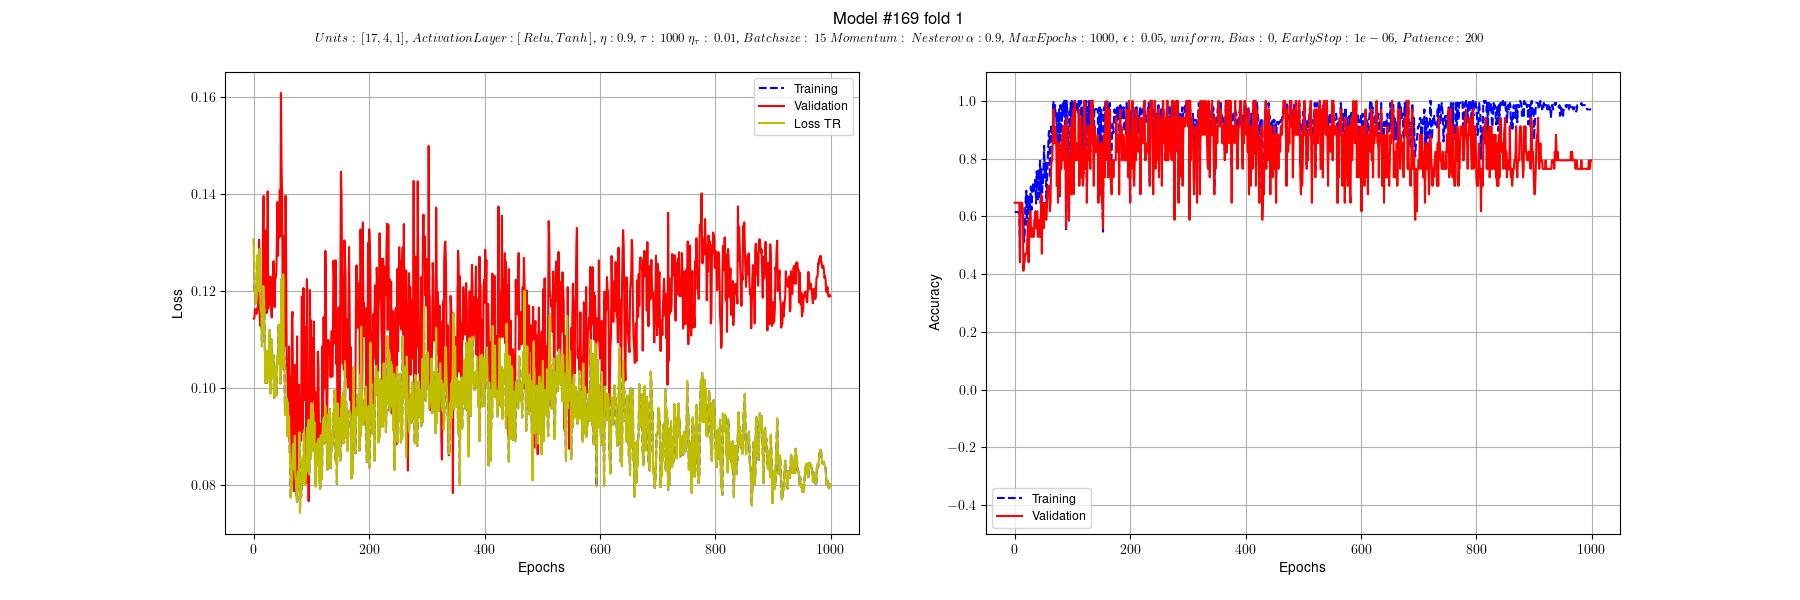 Model #169 fold 1
Units : [17, 4, 1], ActivationLayer : [ Relu, Tanh ], η : 0.9, τ : 1000 ητ : 0.01, Batchsize : 15 Momentum : Nesterov α : 0.9, MaxEpochs : 1000, ϵ : 0.05, uniform, Bias : 0, EarlyStop : 1e − 06, Patience : 200
0.16
0.14
0.12
0.10
0.08
Loss
0 200 400 600 800 1000
Epochs
Training
Validation
Loss TR
1.0
0.8
0.6
0.4
0.2
0.0
−0.2
−0.4
Accuracy
Training
Validation
0 200 400 600 800 1000
Epochs